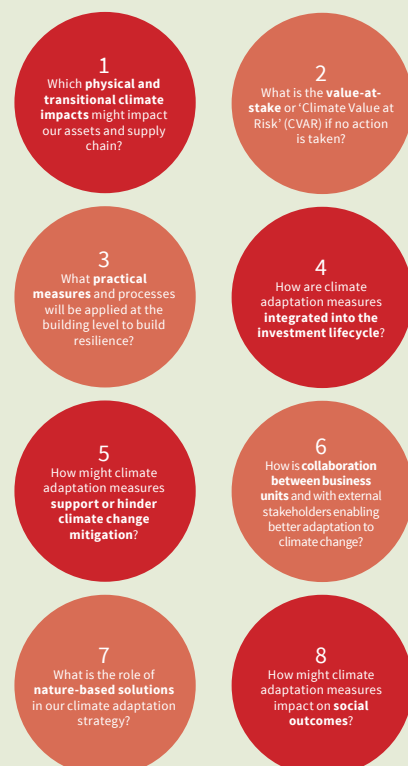 1
Which physical and
transitional climate
impacts might impact
our assets and supply
chain?
2
What is the value-at-
stake or ‘Climate Value at
Risk’ (CVAR) if no action
is taken?
3
What practical
measures and processes
will be applied at the
building level to build
resilience?
4
How are climate
adaptation measures
integrated into the
investment lifecycle?
5
How might climate
adaptation measures
support or hinder
climate change
mitigation?
6
How is collaboration
between business
units and with external
stakeholders enabling
better adaptation to
climate change?
7
What is the role of
nature-based solutions
in our climate adaptation
strategy?
8
How might climate
adaptation measures
impact on social
outcomes?